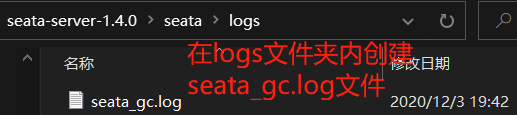 seata-server-1.4.0 > seata > logs
在logs文件夹内创建
seata_gc.log文件
名称 修改日期
seata_gc.log 2020/12/3 19:42